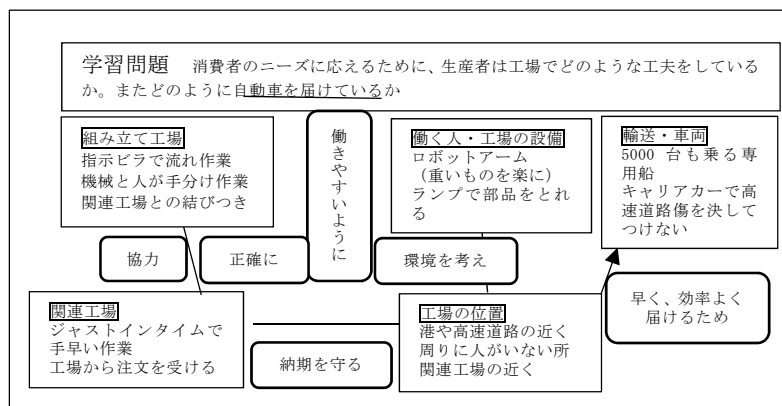 学習問題　消費者のニーズに応えるために、生産者は工場でどのような工夫をしている
か。またどのように自動車を届けているか
組み立て工場
指示ビラで流れ作業
機械と人が手分け作業
関連工場との結びつき
働きやすいように
働く人・工場の設備
ロボットアーム
（重いものを楽に）
ランプで部品をとれ
る
輸送・車両
5000 台も乗る専
用船
キャリアカーで高
速道路傷を決して
つけない
協力
正確に
環境を考え
関連工場
ジャストインタイムで
手早い作業
工場から注文を受ける
納期を守る
工場の位置
港や高速道路の近く
周りに人がいない所
関連工場の近く
早く、効率よく
届けるため